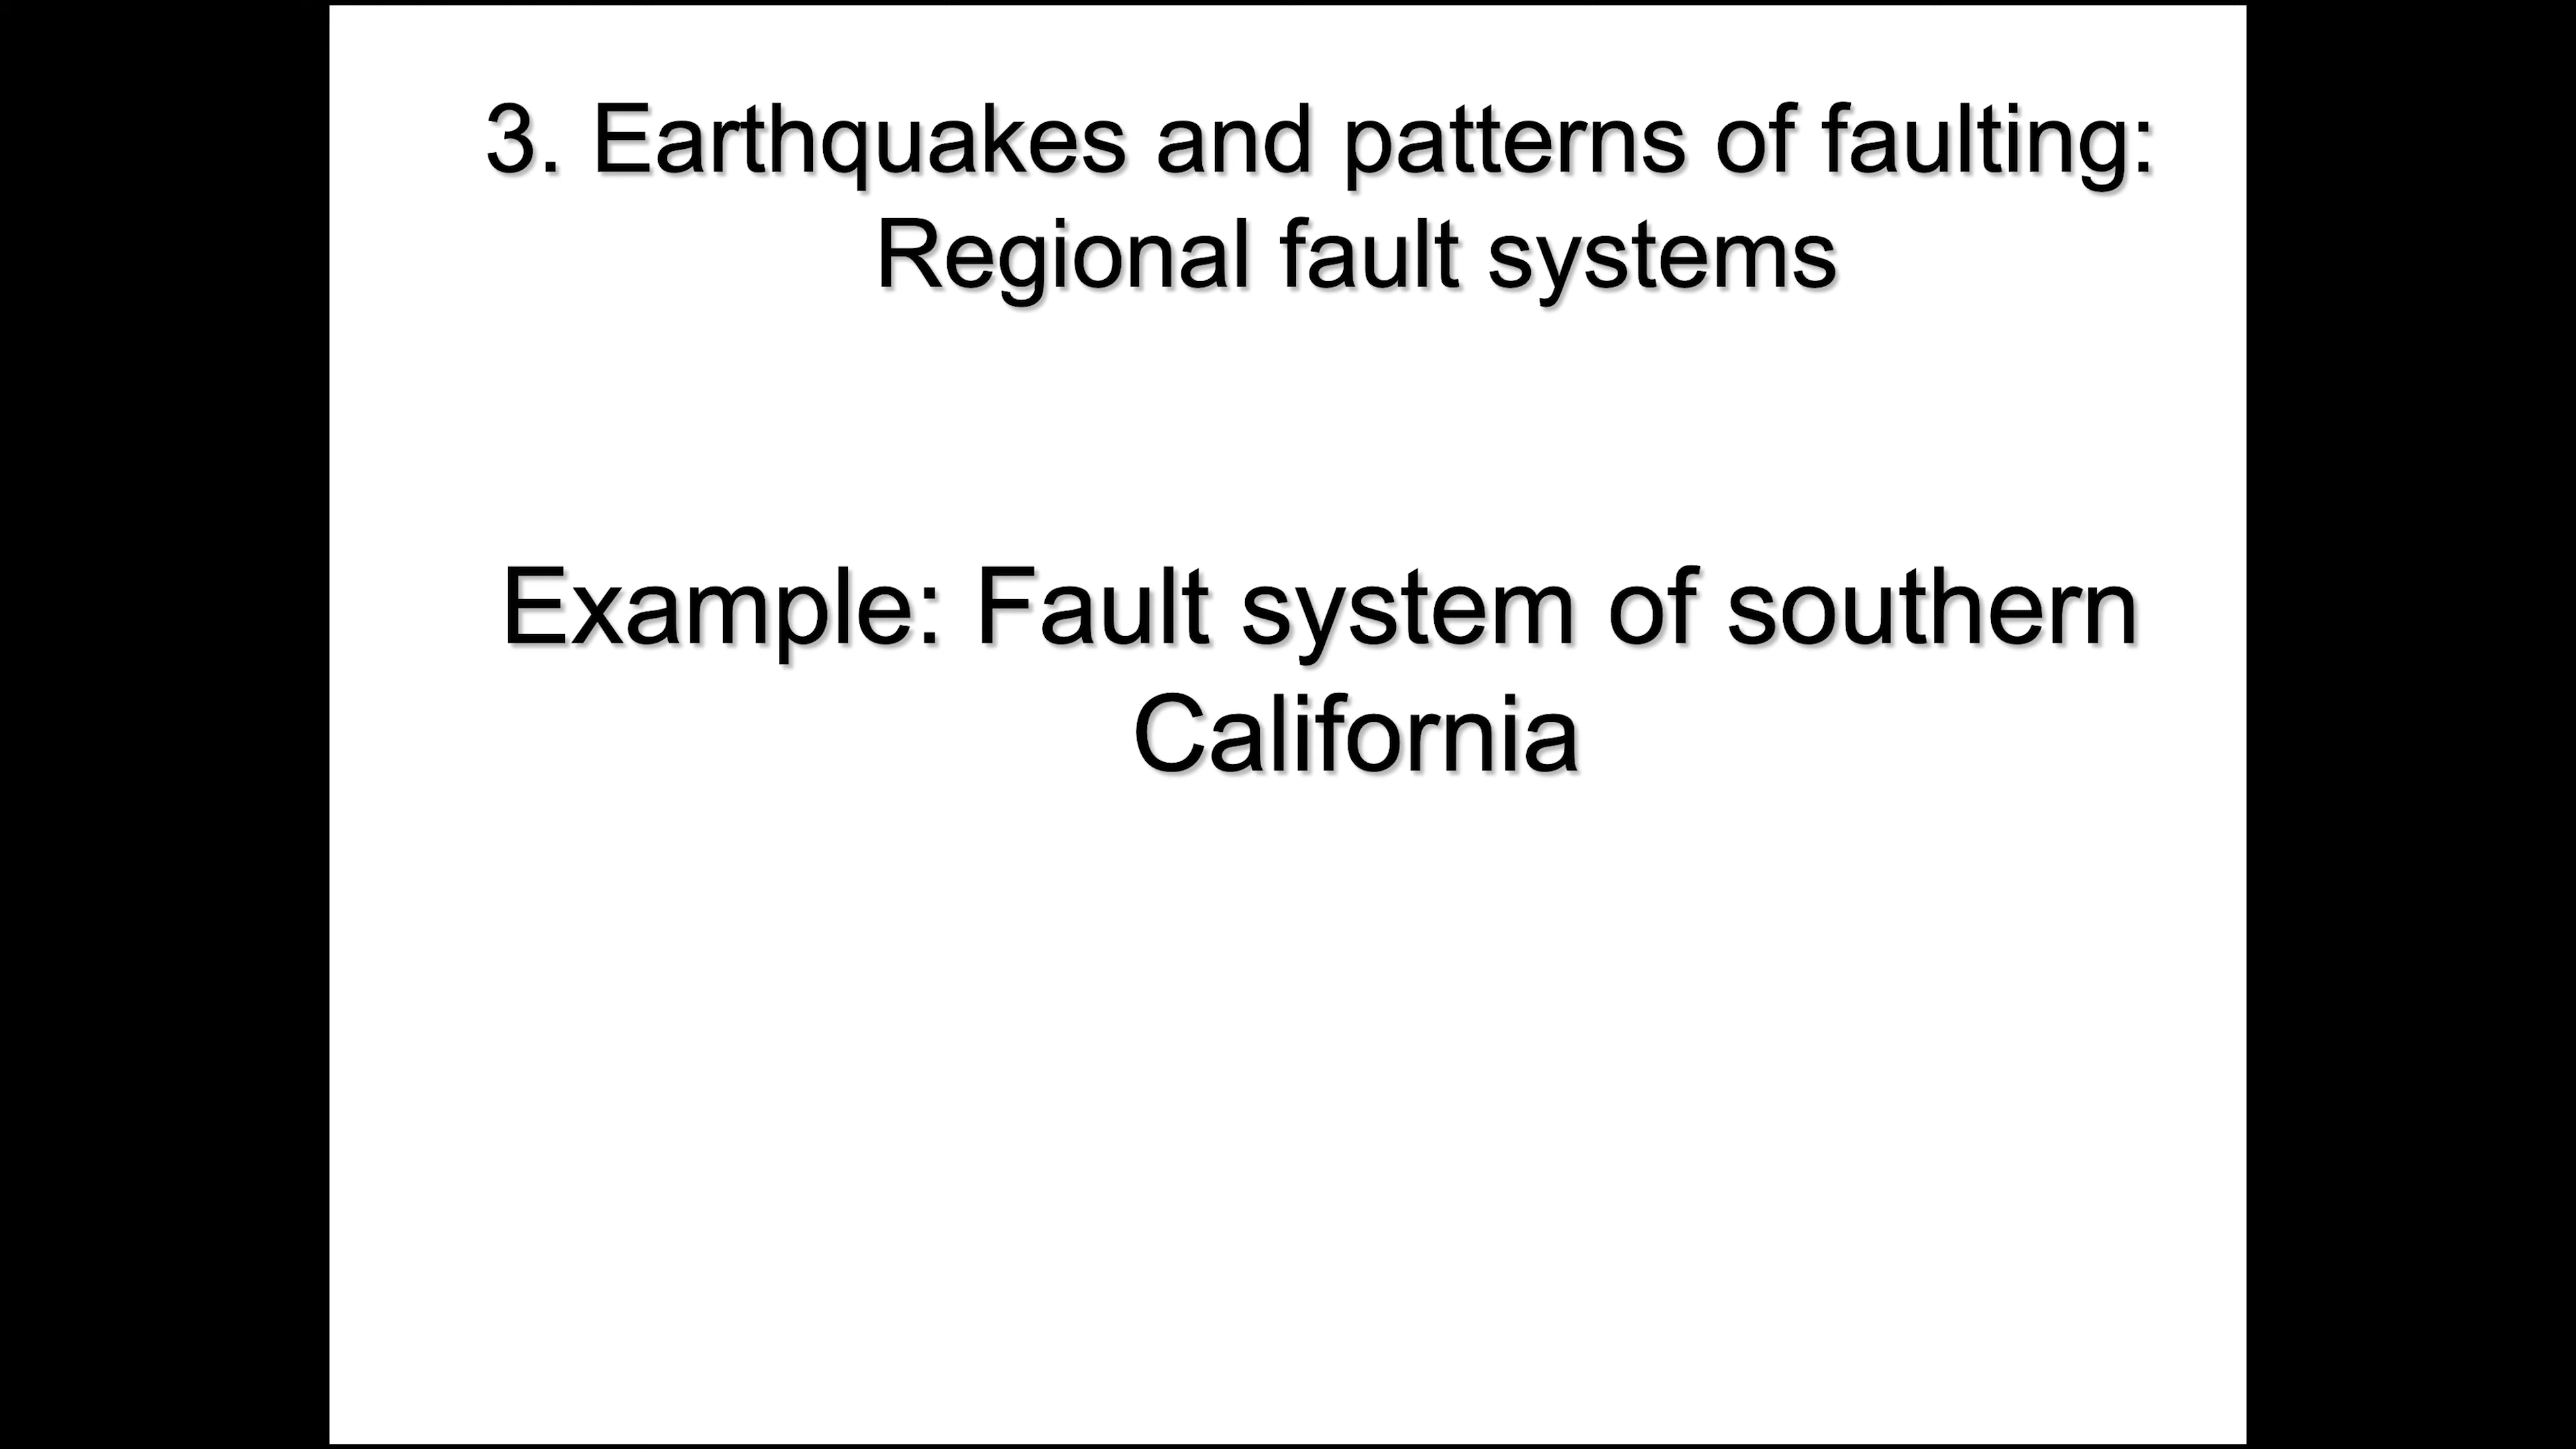 3. Earthquakes and patterns of faulting:
Regional fault systems
Example: Fault system of southern
California